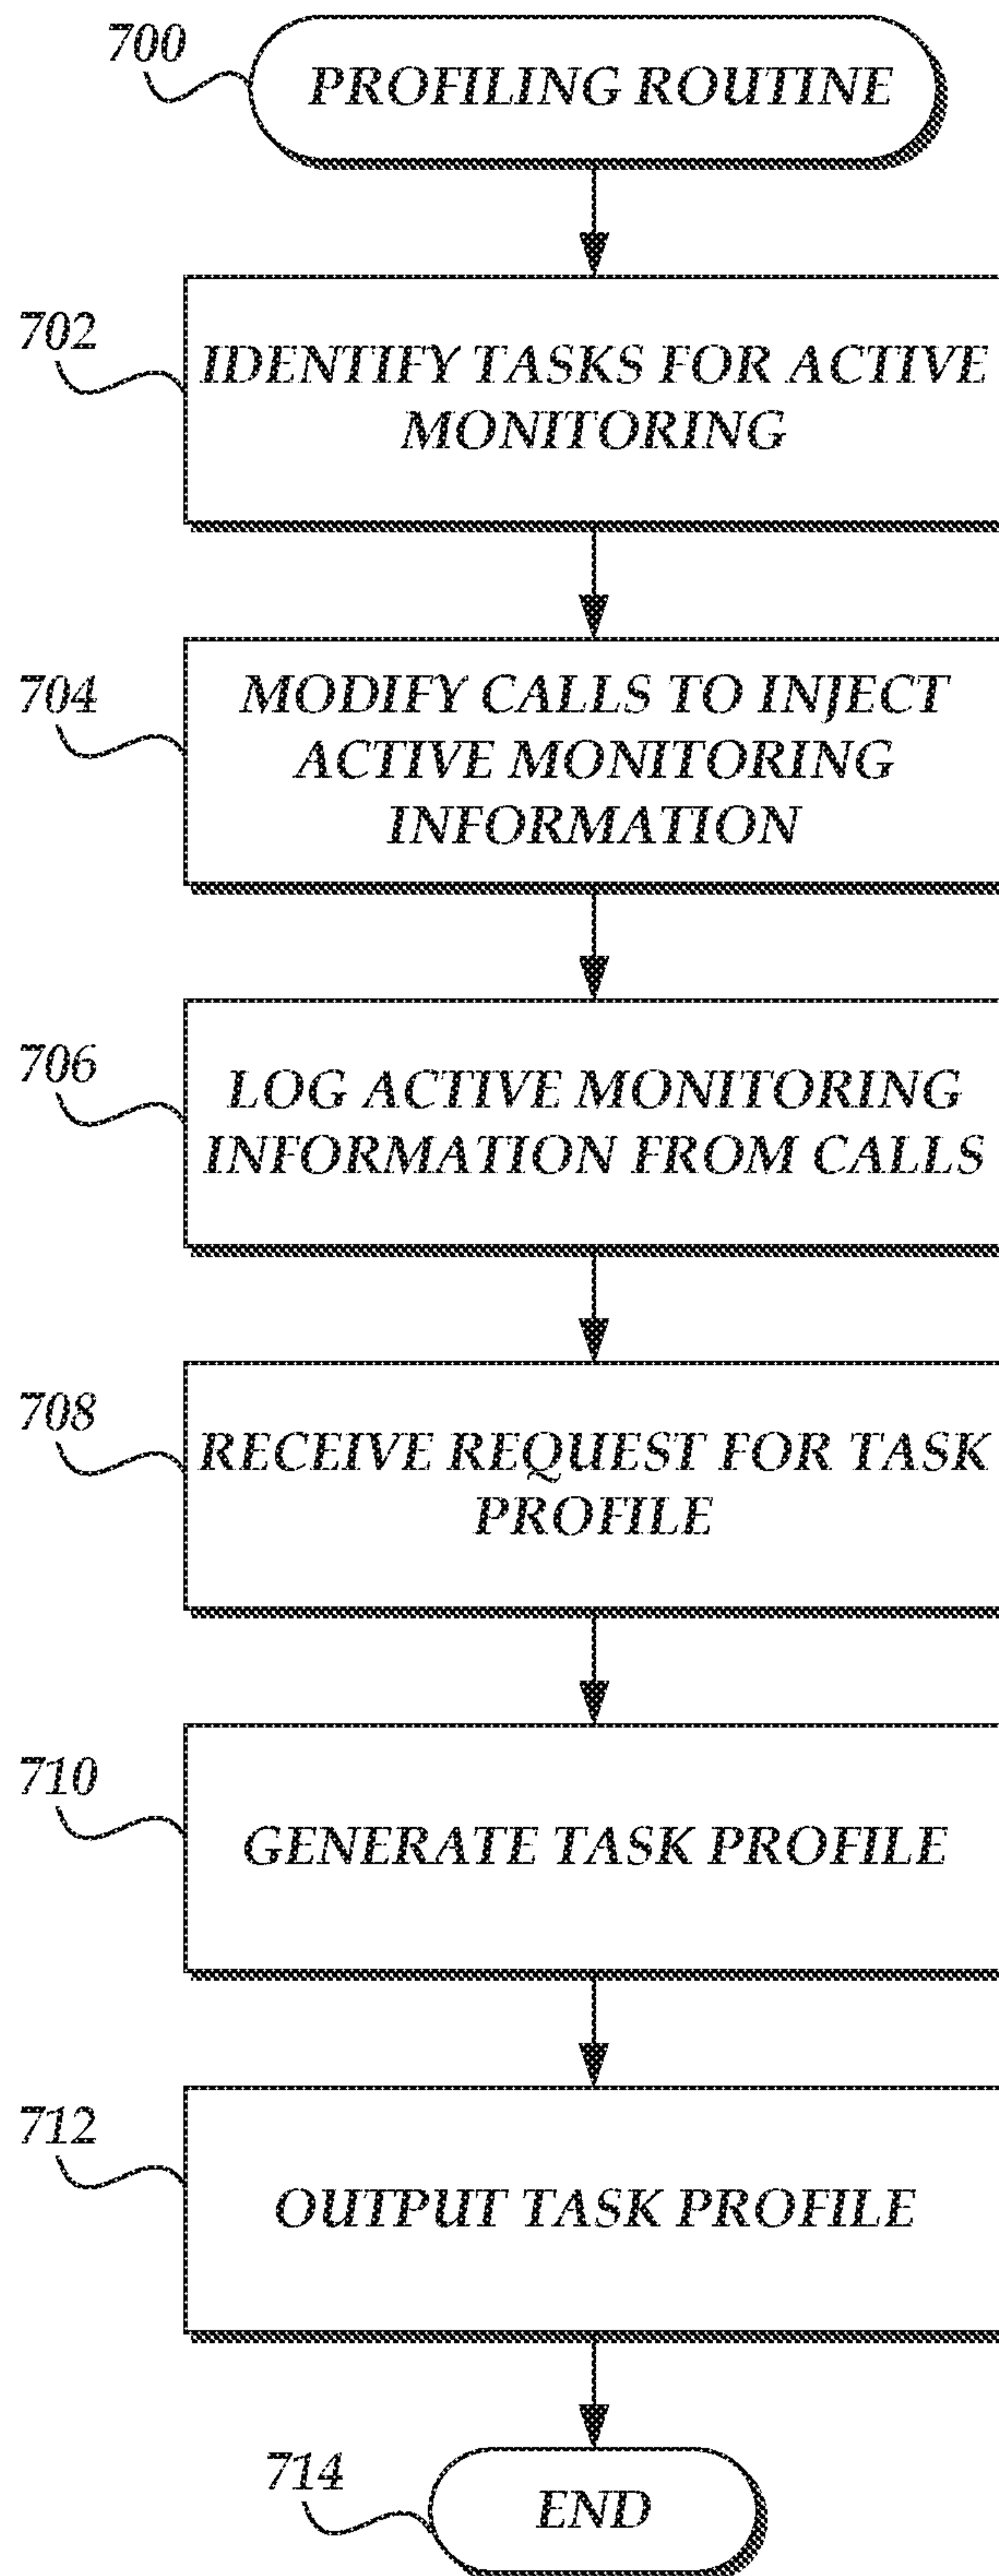 700
PROFILING ROUTINE
702
IDENTIFY TASKS FOR ACTIVE
MONITORING
704
MODIFY CALLS TO INJECT
ACTIVE MONITORING
INFORMATION
706
LOG ACTIVE MONITORING
INFORMATION FROM CALLS
708
RECEIVE REQUEST FOR TASK
PROFILE
710
GENERATE TASK PROFILE
712
OUTPUT TASK PROFILE
714
END